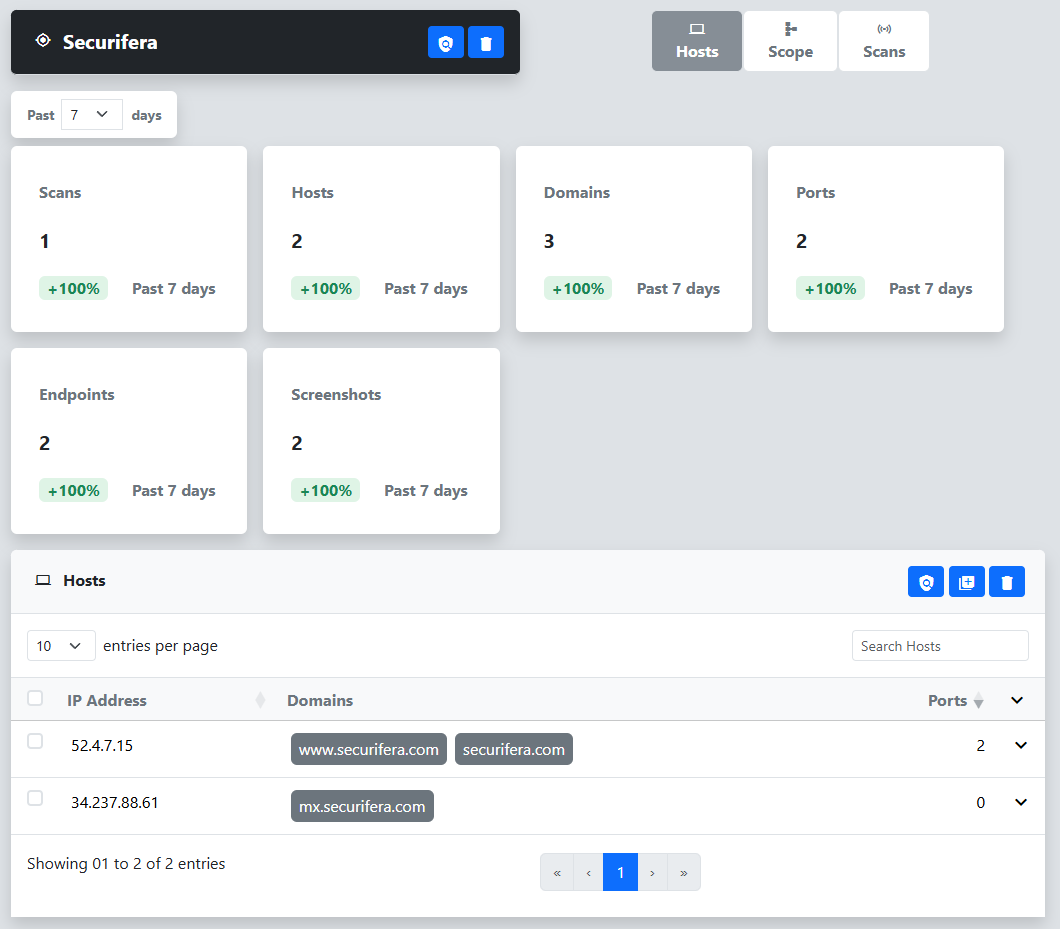 Securifera
Hosts
Scope
Scans
Past 7 days
Scans
1
+100% Past 7 days
Hosts
2
+100% Past 7 days
Domains
3
+100% Past 7 days
Ports
2
+100% Past 7 days
Endpoints
2
+100% Past 7 days
Screenshots
2
+100% Past 7 days
Hosts
10 entries per page
Search Hosts
IP Address Domains Ports
52.4.7.15 www.securifera.com securifera.com 2
34.237.88.61 mx.securifera.com 0
Showing 01 to 2 of 2 entries
« ‹ 1 › »